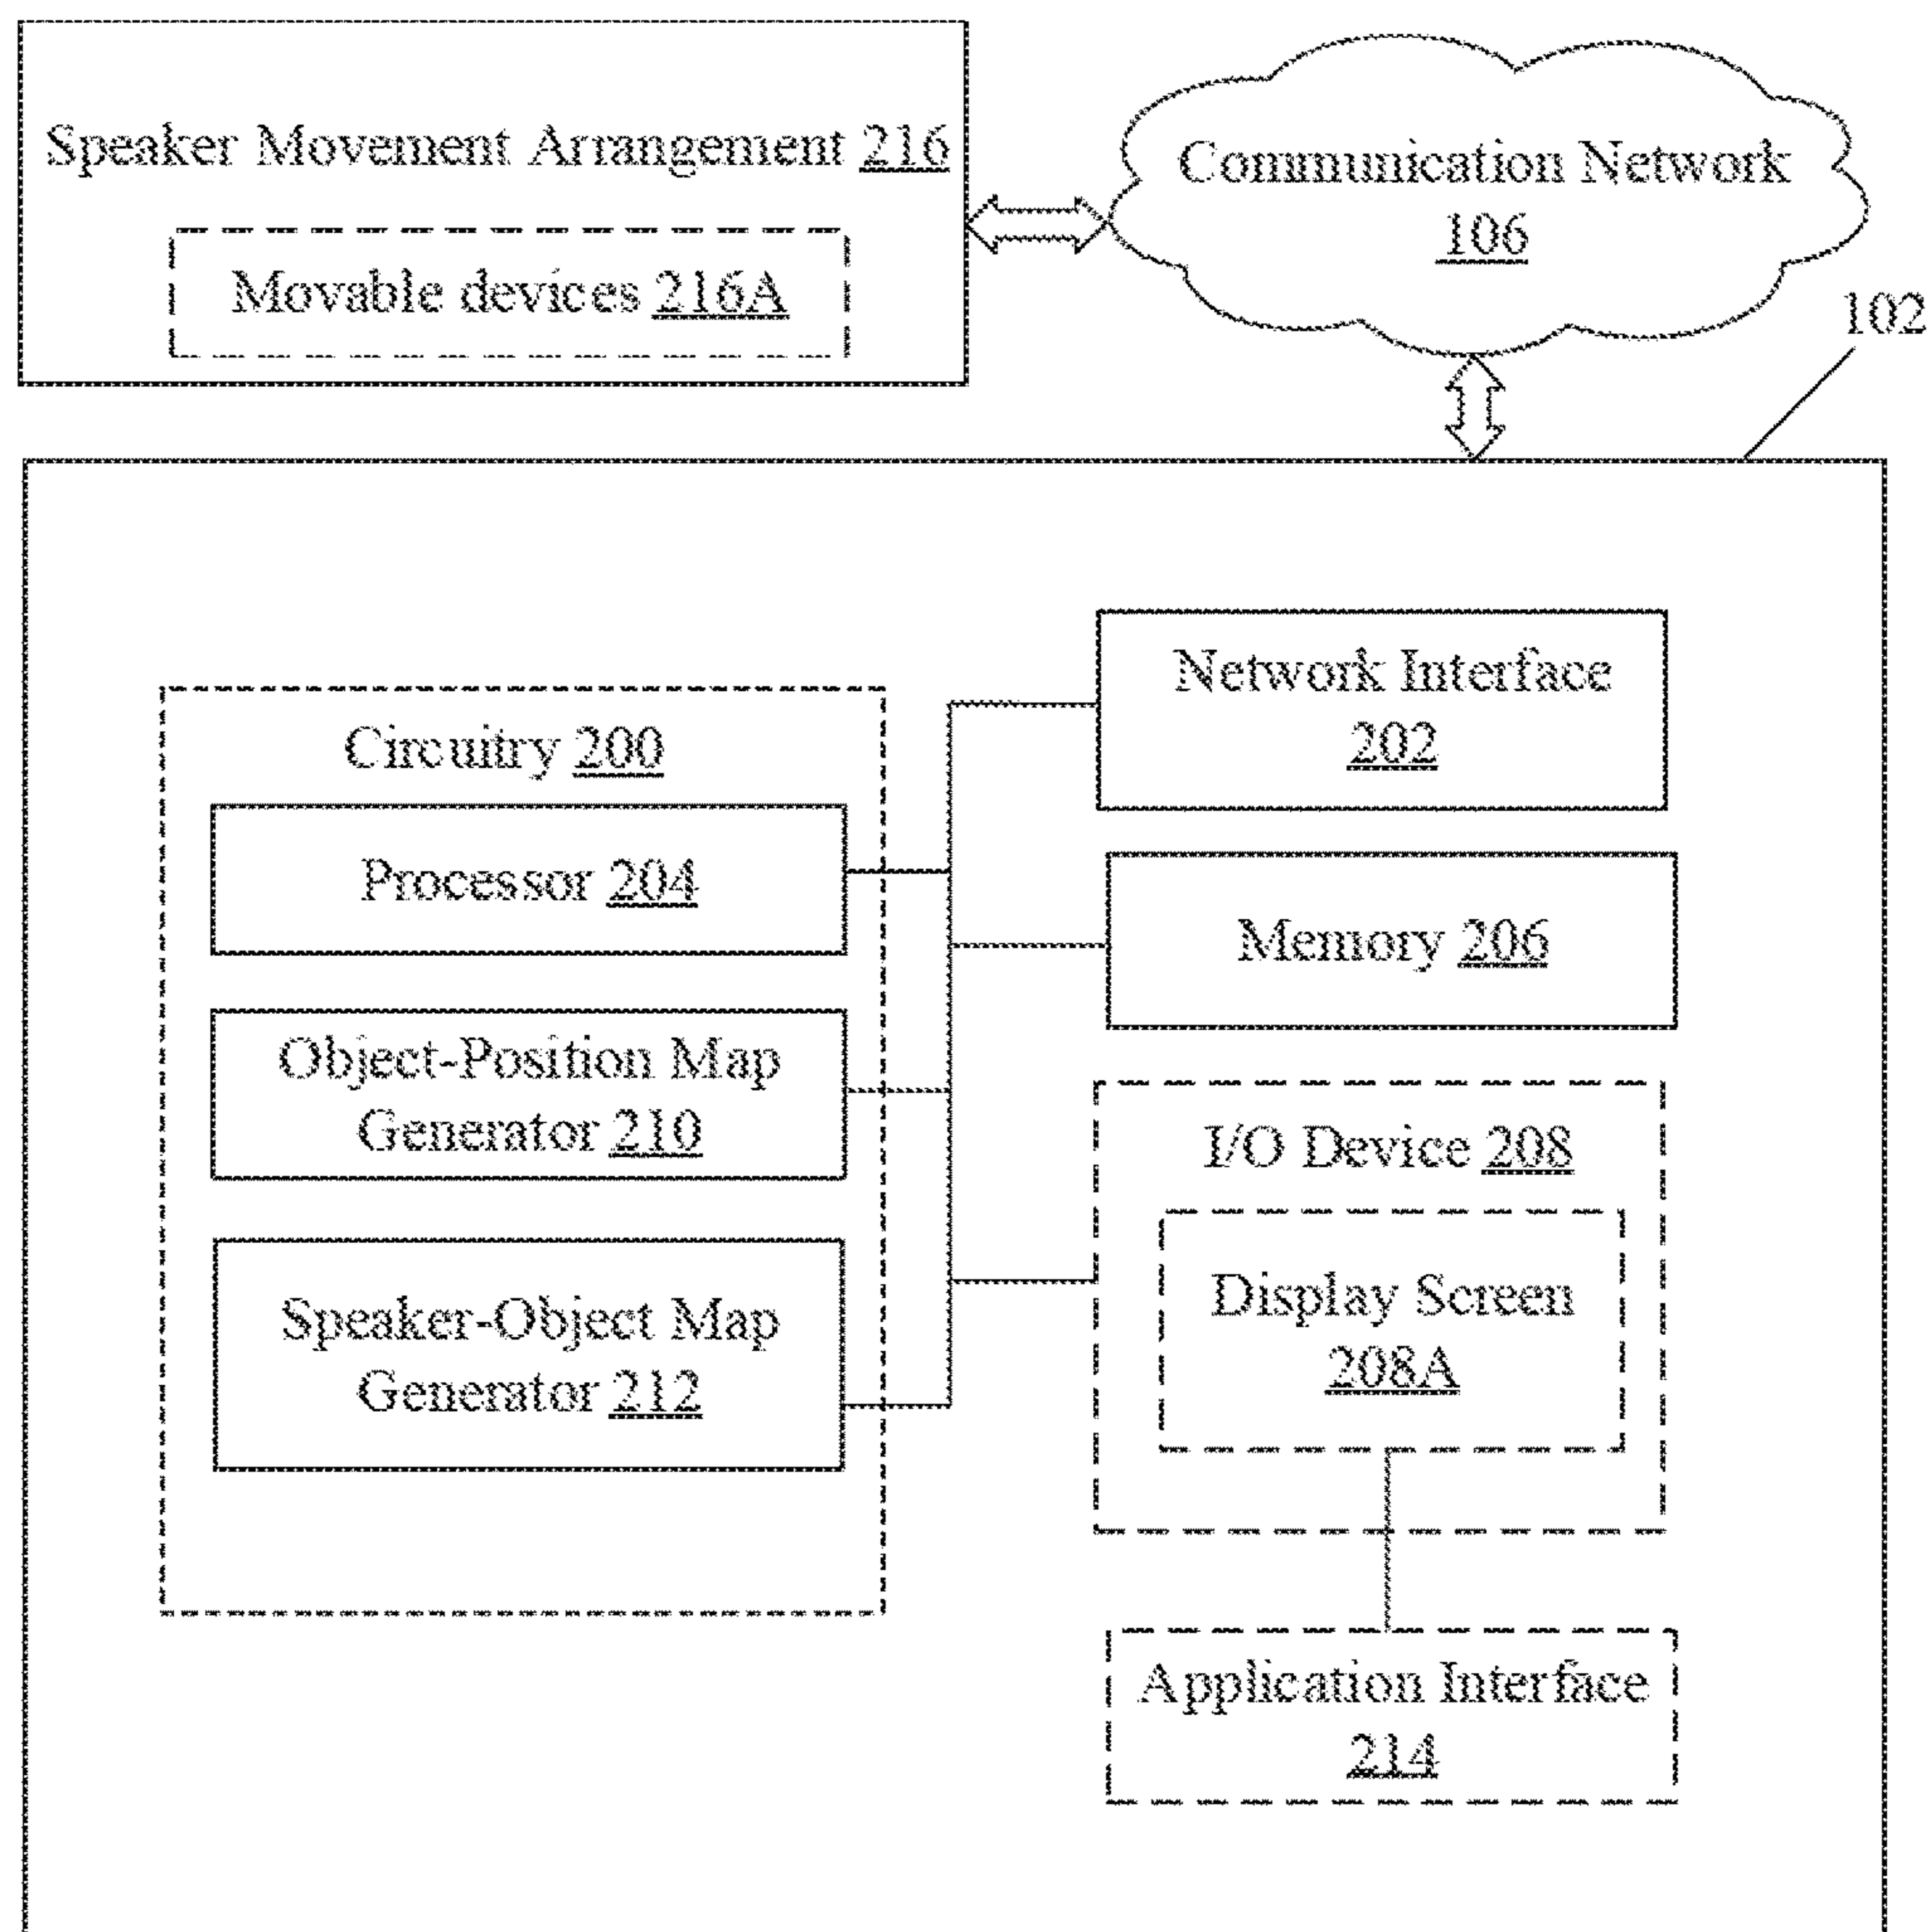 Speaker Movement Arrangement 216
Movable devices 216A
Communication Network
106
102
Circuitry 200
Processor 204
Object-Position Map
Generator 210
Speaker-Object Map
Generator 212
Network Interface
202
Memory 206
I/O Device 208
Display Screen
208A
Application Interface
214